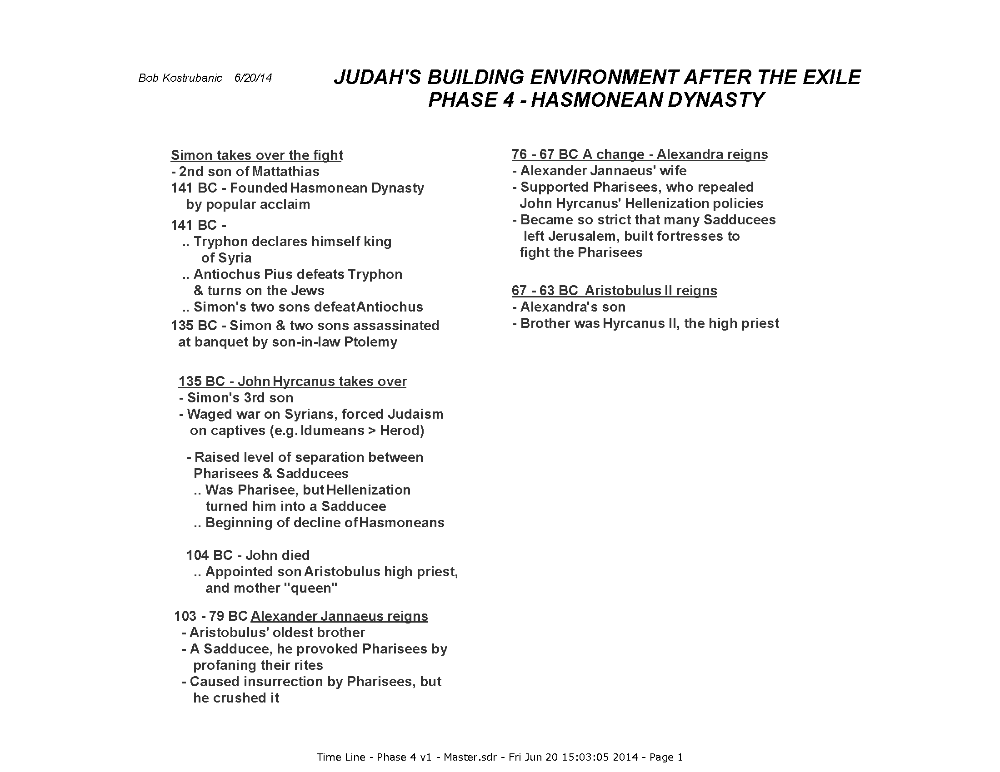 Bob Kostrubanic 6/20/14
JUDAH'S BUILDING ENVIRONMENT AFTER THE EXILE
PHASE 4 - HASMONEAN DYNASTY
Simon takes over the fight
- 2nd son of Mattathias
141 BC - Founded Hasmonean Dynasty
by popular acclaim
141 BC -
.. Tryphon declares himself king
of Syria
.. Antiochus Pius defeats Tryphon
& turns on the Jews
.. Simon's two sons defeat Antiochus
135 BC - Simon & two sons assassinated
at banquet by son-in-law Ptolemy
135 BC - John Hyrcanus takes over
- Simon's 3rd son
- Waged war on Syrians, forced Judaism
on captives (e.g. Idumeans > Herod)
- Raised level of separation between
Pharisees & Sadducees
.. Was Pharisee, but Hellenization
turned him into a Sadducee
.. Beginning of decline of Hasmoneans
104 BC - John died
.. Appointed son Aristobulus high priest,
and mother "queen"
103 - 79 BC Alexander Jannaeus reigns
- Aristobulus' oldest brother
- A Sadducee, he provoked Pharisees by
profaning their rites
- Caused insurrection by Pharisees, but
he crushed it
76 - 67 BC A change - Alexandra reigns
- Alexander Jannaeus' wife
- Supported Pharisees, who repealed
John Hyrcanus' Hellenization policies
- Became so strict that many Sadducees
left Jerusalem, built fortresses to
fight the Pharisees
67 - 63 BC Aristobulus II reigns
- Alexandra's son
- Brother was Hyrcanus II, the high priest
Time Line - Phase 4 v1 - Master.sdr - Fri Jun 20 15:03:05 2014 - Page 1